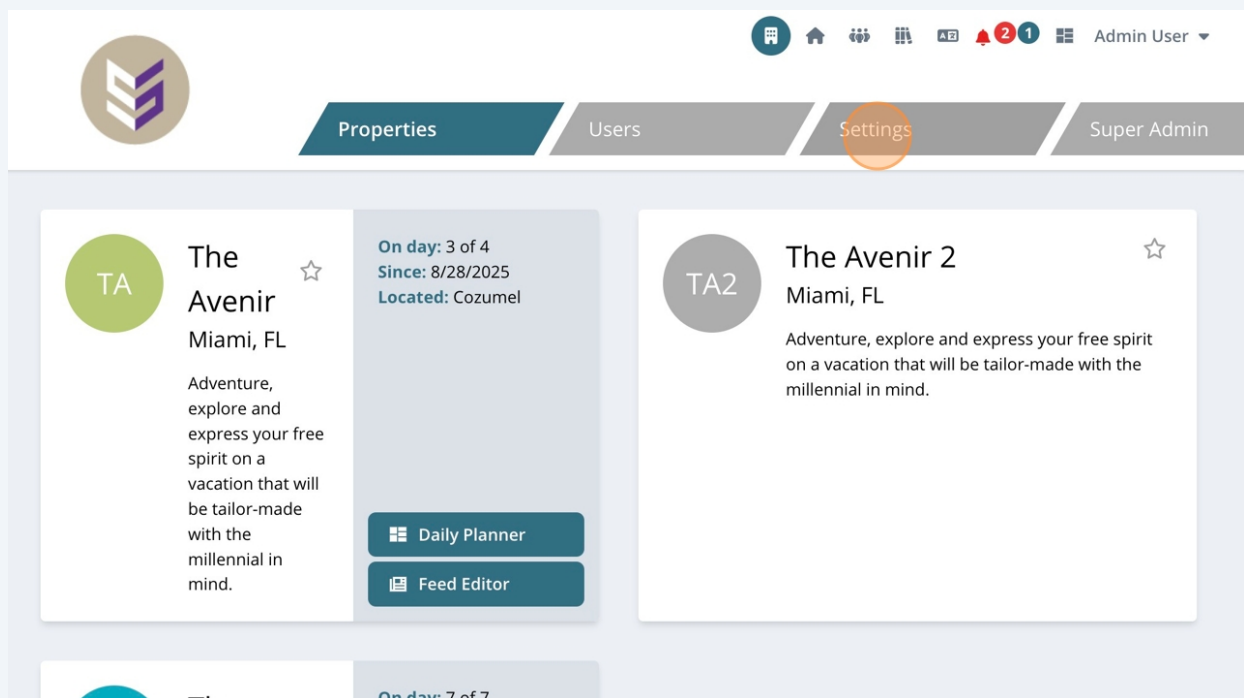 2 1 Admin User
Properties Users Settings Super Admin
TA
The
Avenir
Miami, FL
Adventure,
explore and
express your free
spirit on a
vacation that will
be tailor-made
with the
millennial in
mind.
On day: 3 of 4
Since: 8/28/2025
Located: Cozumel
Daily Planner
Feed Editor
TA2
The Avenir 2
Miami, FL
Adventure, explore and express your free spirit
on a vacation that will be tailor-made with the
millennial in mind.
On day: 7 of 7